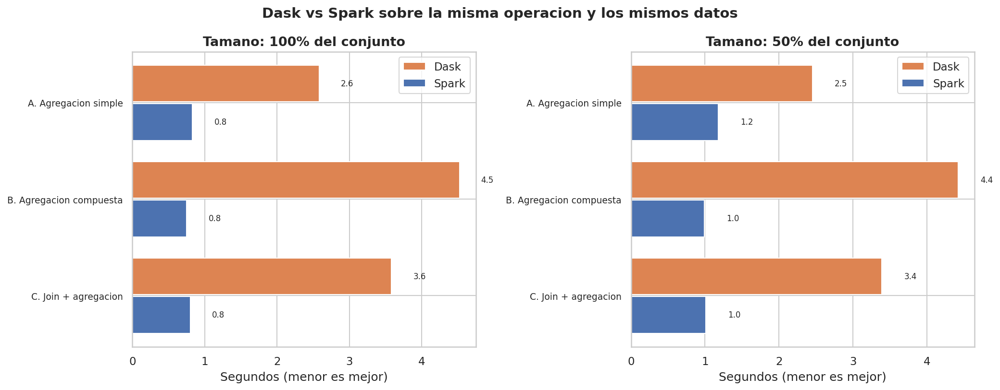 Dask vs Spark sobre la misma operacion y los mismos datos
Tamano: 100% del conjunto
Dask
Spark
A. Agregacion simple
2.6
0.8
B. Agregacion compuesta
4.5
0.8
C. Join + agregacion
3.6
0.8
0 1 2 3 4
Segundos (menor es mejor)
Tamano: 50% del conjunto
Dask
Spark
A. Agregacion simple
2.5
1.2
B. Agregacion compuesta
4.4
1.0
C. Join + agregacion
3.4
1.0
0 1 2 3 4
Segundos (menor es mejor)